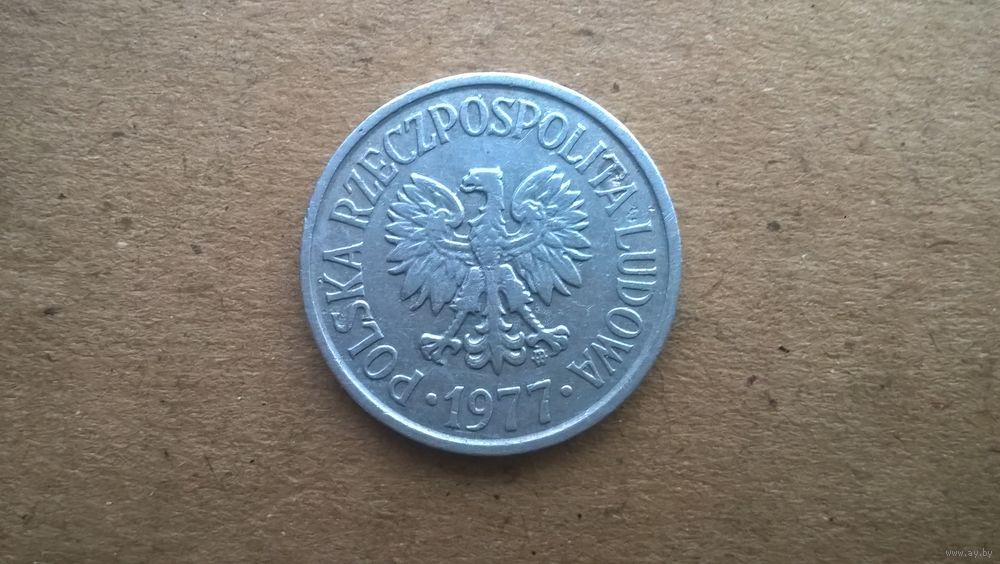 POLSKA RZECZPOSPOLITA LUDOWA
· 1977 ·
www.ay.by